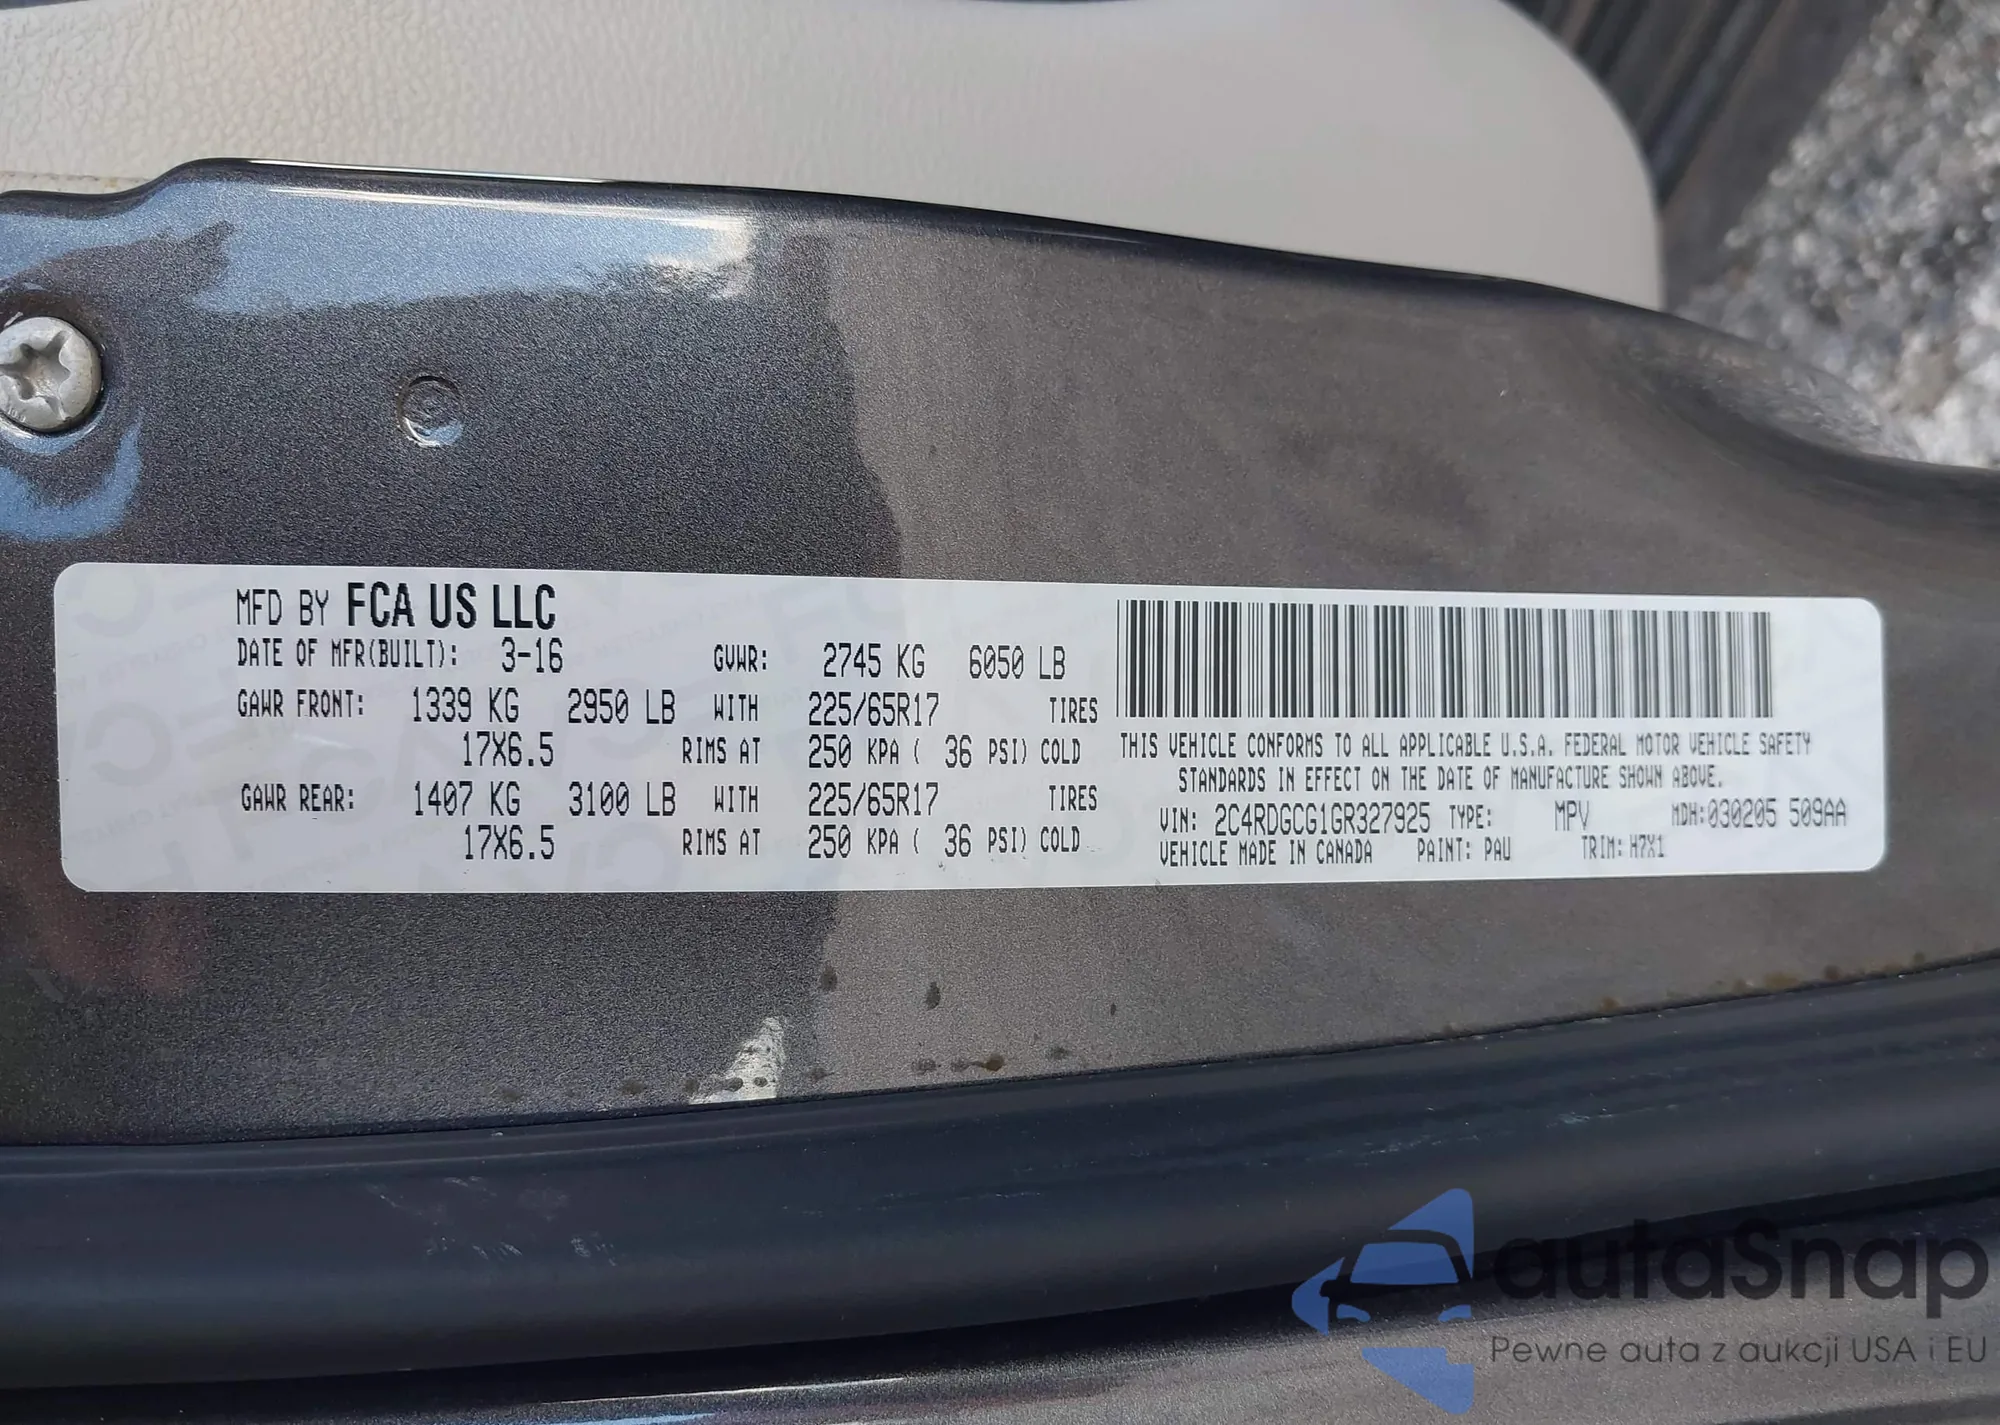 MFD BY FCA US LLC
DATE OF MFR(BUILT): 3-16 GVWR: 2745 KG 6050 LB
GAWR FRONT: 1339 KG 2950 LB WITH 225/65R17 TIRES
17X6.5 RIMS AT 250 KPA ( 36 PSI) COLD
GAWR REAR: 1407 KG 3100 LB WITH 225/65R17 TIRES
17X6.5 RIMS AT 250 KPA ( 36 PSI) COLD
THIS VEHICLE CONFORMS TO ALL APPLICABLE U.S.A. FEDERAL MOTOR VEHICLE SAFETY
STANDARDS IN EFFECT ON THE DATE OF MANUFACTURE SHOWN ABOVE.
VIN: 2C4RDGCG1GR327925 TYPE: MPV MDH:030205 509AA
VEHICLE MADE IN CANADA PAINT: PAU TRIM: H7X1
autaSnap
Pewne auta z aukcji USA i EU